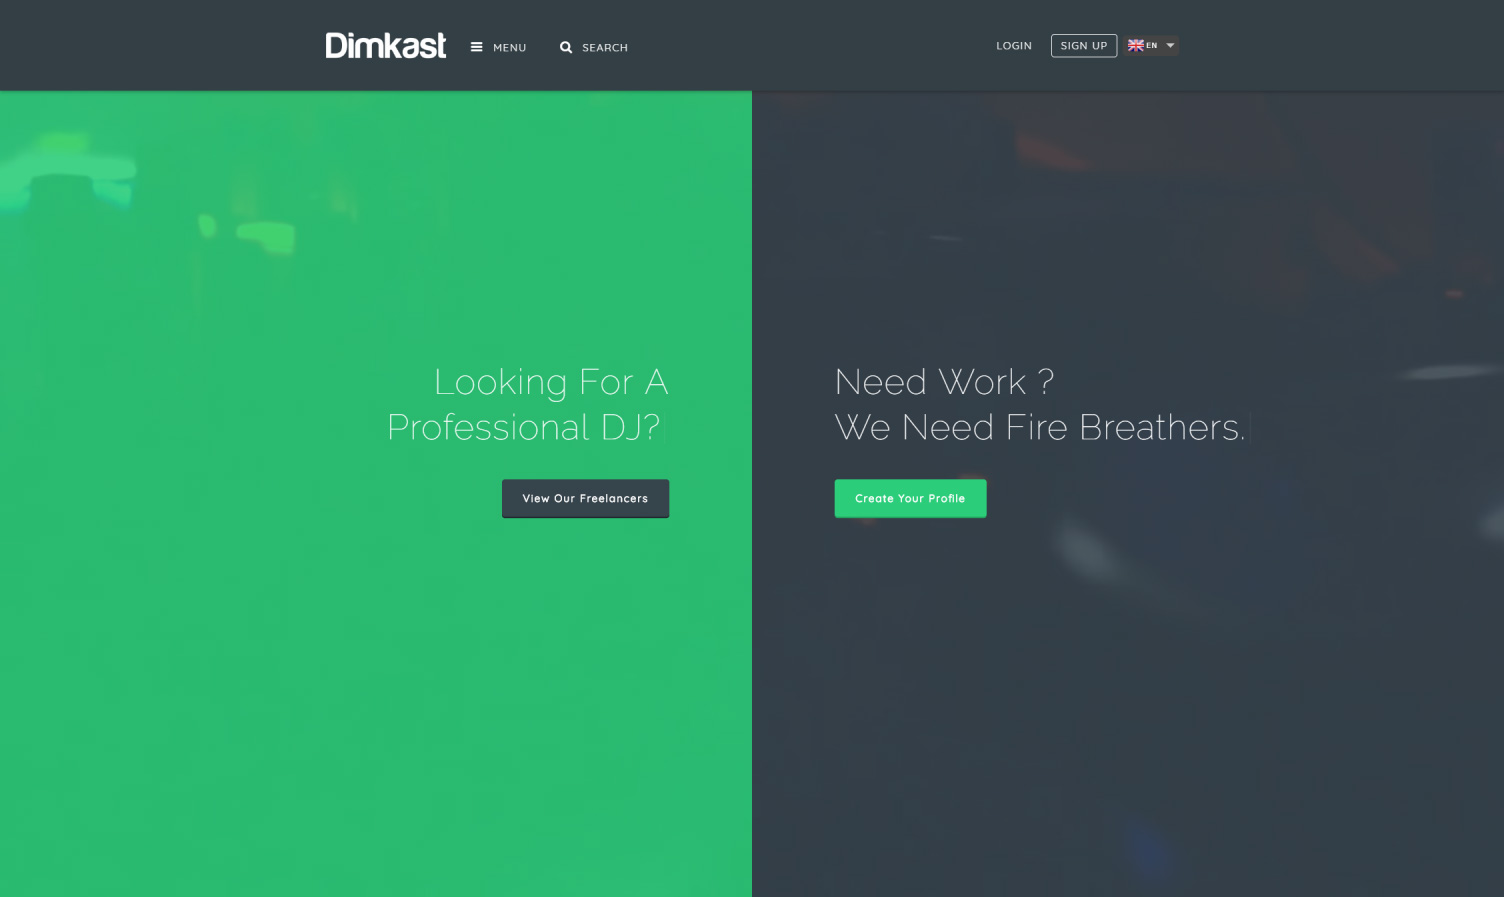 Dimkast
MENU
SEARCH
LOGIN
SIGN UP
EN
Looking For A
Professional DJ?
View Our Freelancers
Need Work ?
We Need Fire Breathers.
Create Your Profile